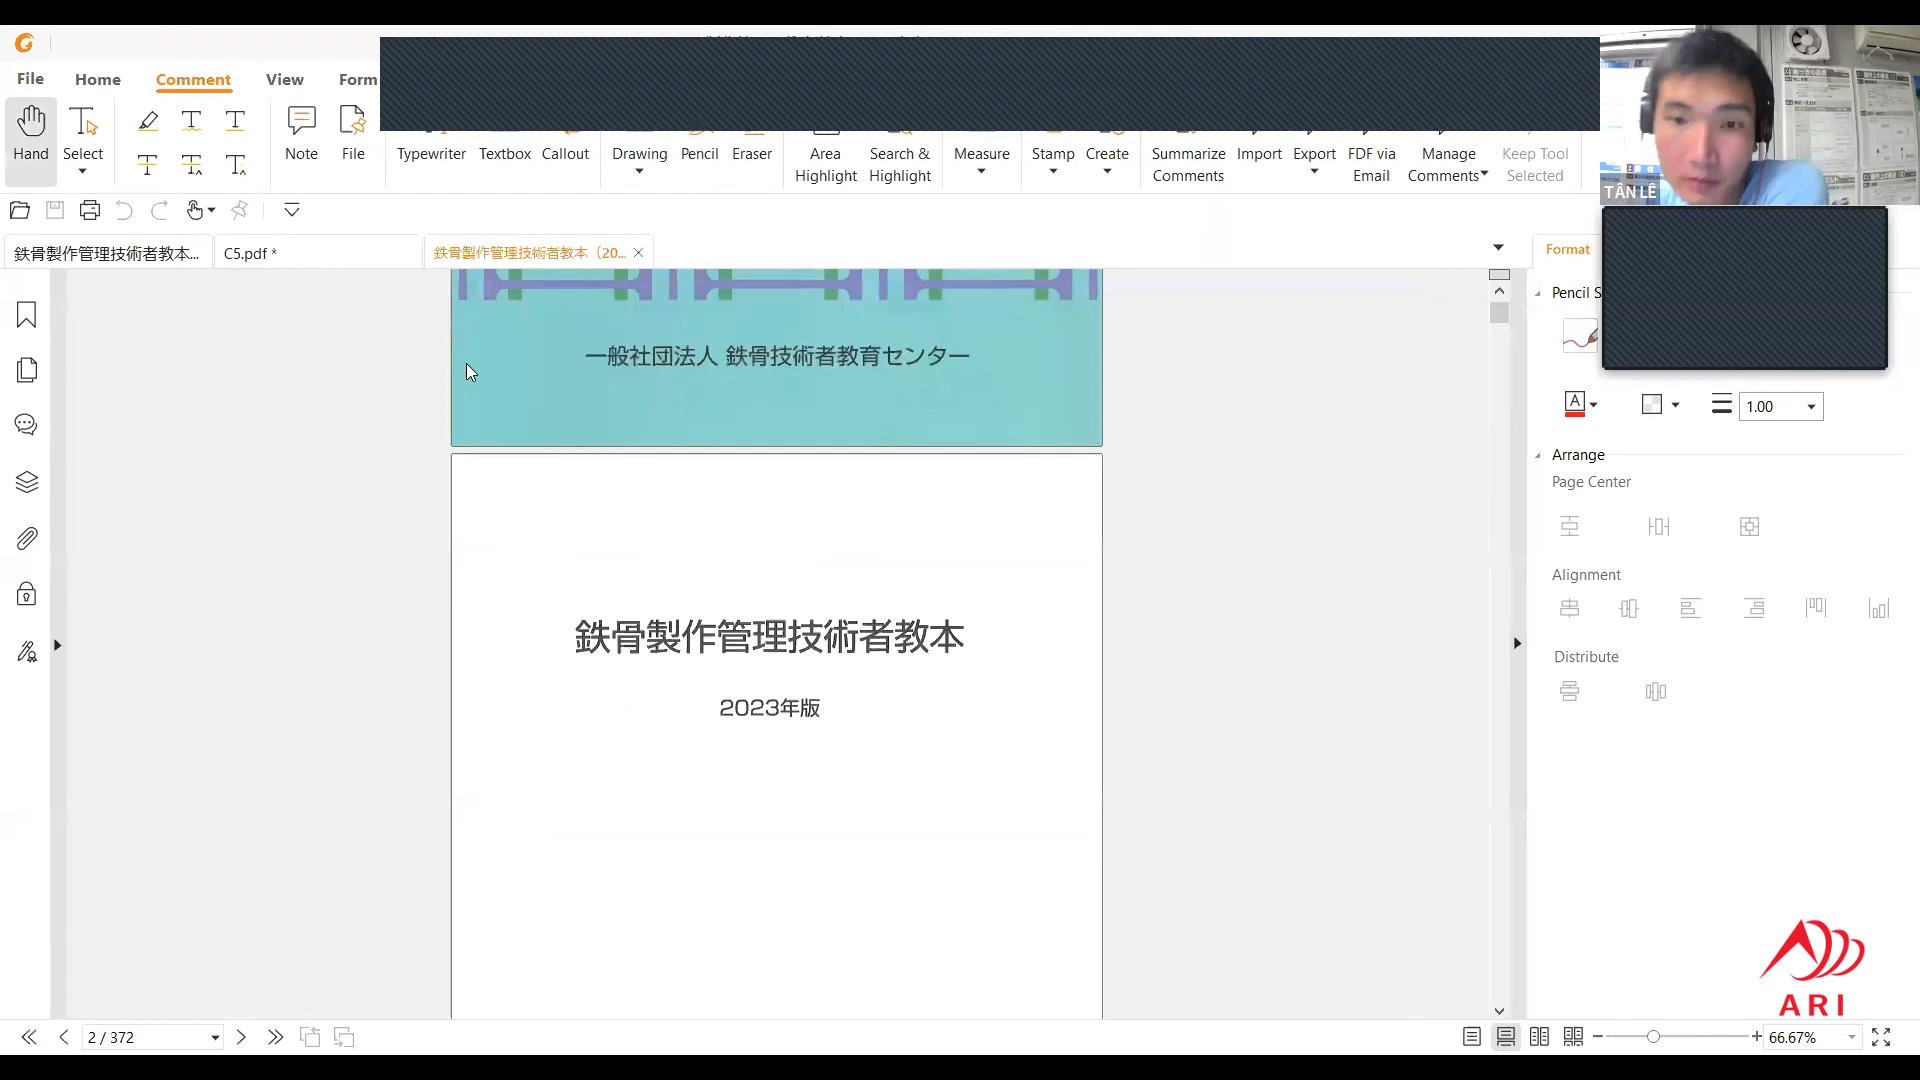 File Home Comment View Form
Hand Select Note File Typewriter Textbox Callout Drawing Pencil Eraser Area Highlight Search & Highlight Measure Stamp Create Summarize Comments Import Export FDF via Email Manage Comments Keep Tool Selected
TÂN LÊ
鉄骨製作管理技術者教本... C5.pdf * 鉄骨製作管理技術者教本（20...
Format
Pencil S
一般社団法人 鉄骨技術者教育センター
A 1.00
Arrange
Page Center
Alignment
鉄骨製作管理技術者教本
Distribute
2023年版
ARI
2 / 372 66.67%